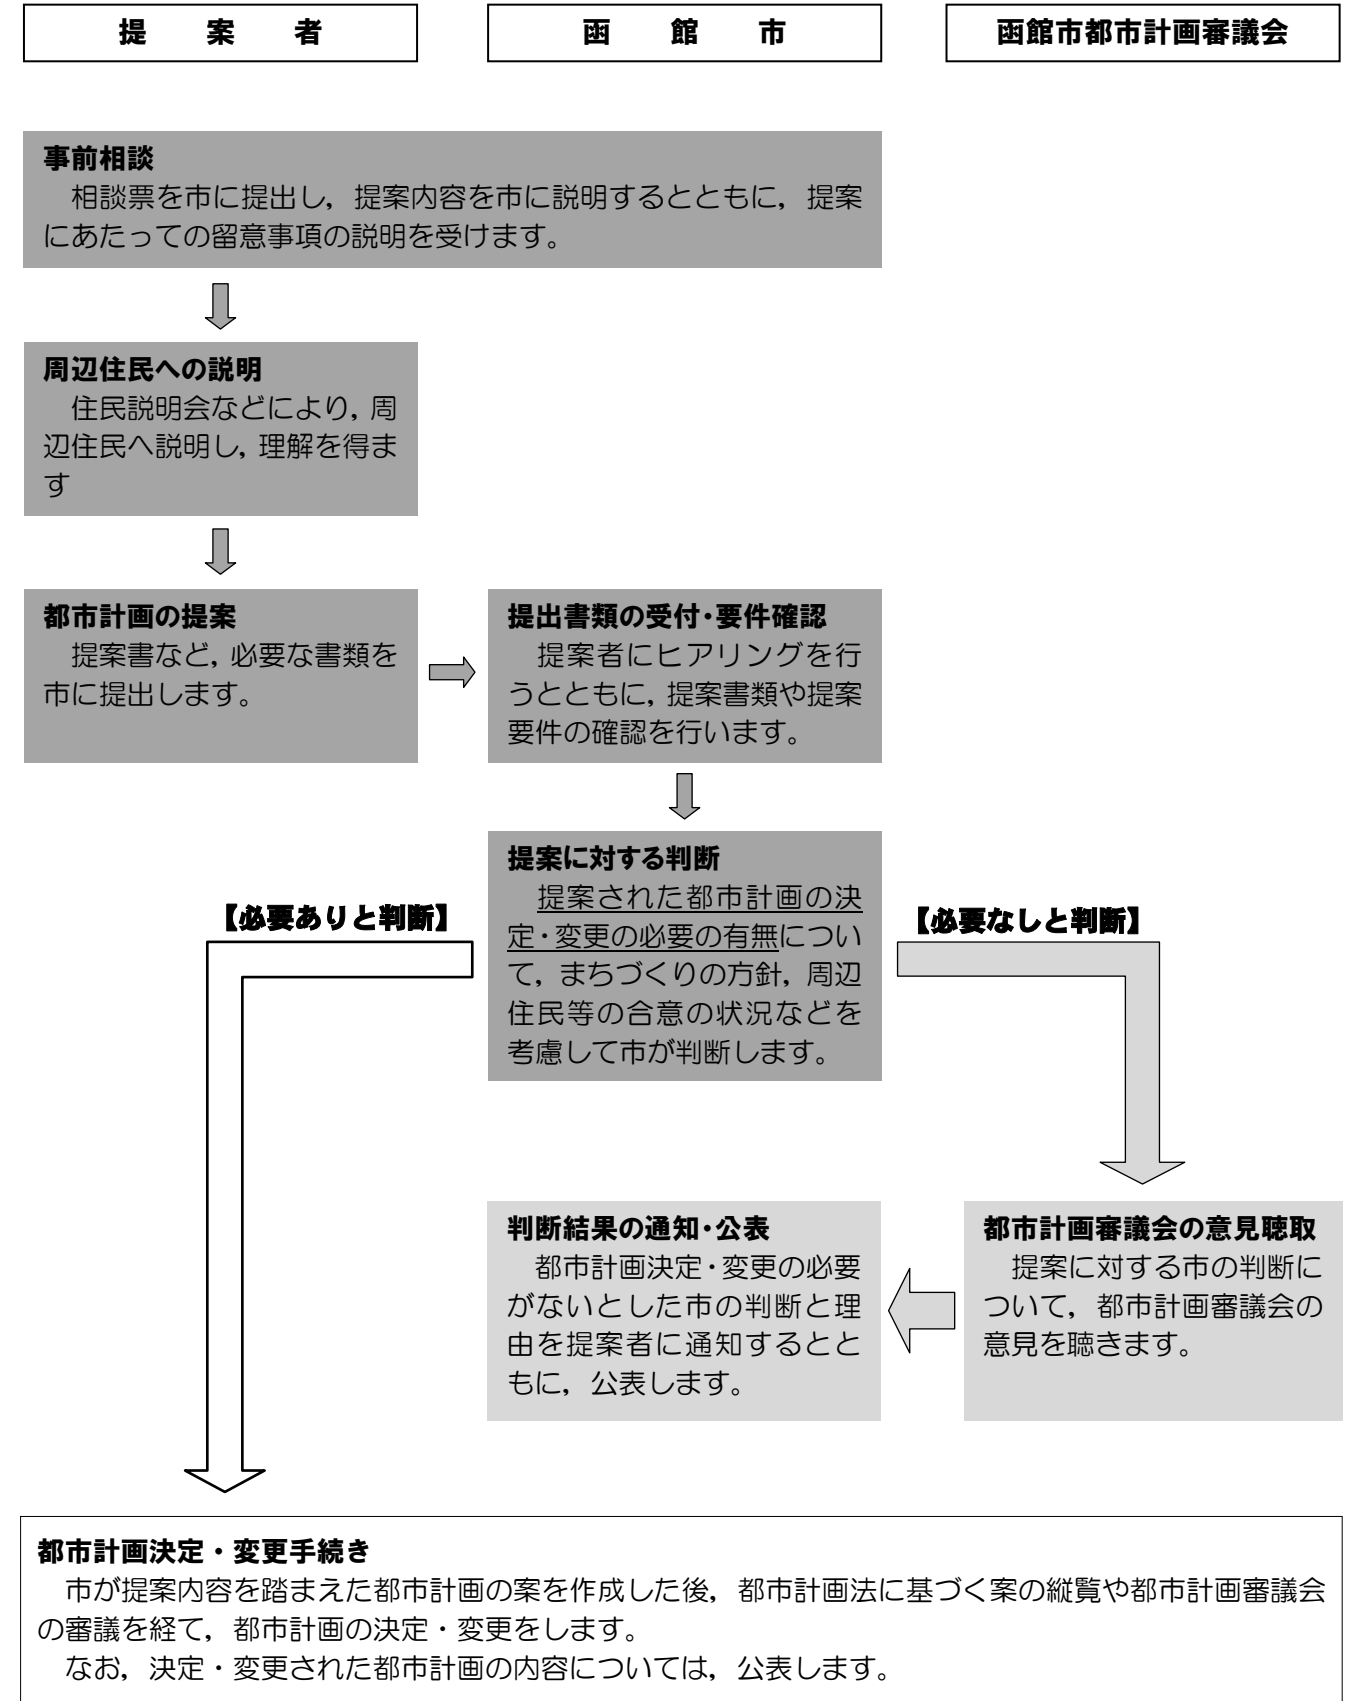 提案者
函館市
函館市都市計画審議会
事前相談
相談票を市に提出し，提案内容を市に説明するとともに，提案
にあたっての留意事項の説明を受けます。
周辺住民への説明
住民説明会などにより，周
辺住民へ説明し，理解を得ま
す
都市計画の提案
提案書など，必要な書類を
市に提出します。
提出書類の受付・要件確認
提案者にヒアリングを行
うとともに，提案書類や提案
要件の確認を行います。
提案に対する判断
提案された都市計画の決
定・変更の必要の有無につい
て，まちづくりの方針，周辺
住民等の合意の状況などを
考慮して市が判断します。
【必要ありと判断】
【必要なしと判断】
都市計画審議会の意見聴取
提案に対する市の判断に
ついて，都市計画審議会の
意見を聴きます。
判断結果の通知・公表
都市計画決定・変更の必要
がないとした市の判断と理
由を提案者に通知するとと
もに，公表します。
都市計画決定・変更手続き
市が提案内容を踏まえた都市計画の案を作成した後，都市計画法に基づく案の縦覧や都市計画審議会
の審議を経て，都市計画の決定・変更をします。
なお，決定・変更された都市計画の内容については，公表します。